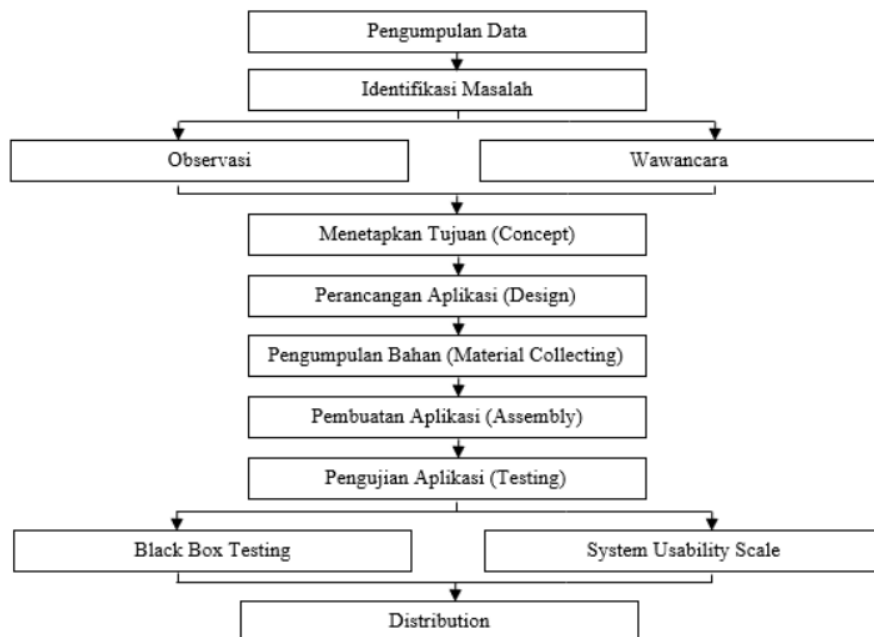 Pengumpulan Data
Identifikasi Masalah
Observasi
Wawancara
Menetapkan Tujuan (Concept)
Perancangan Aplikasi (Design)
Pengumpulan Bahan (Material Collecting)
Pembuatan Aplikasi (Assembly)
Pengujian Aplikasi (Testing)
Black Box Testing
System Usability Scale
Distribution